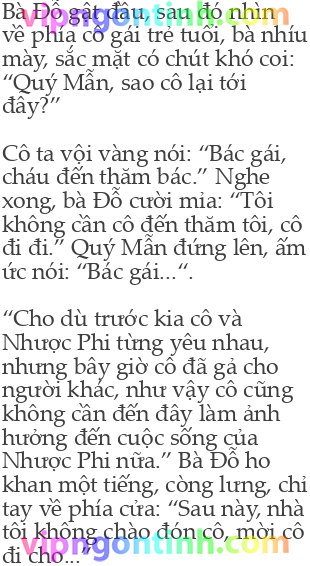 Bà Đỗ gật đầu, sau đó nhìn
về phía cô gái trẻ tuổi, bà nhíu
mày, sắc mặt có chút khó coi:
“Quý Mẫn, sao cô lại tới
đây?”
Cô ta vội vàng nói: “Bác gái,
cháu đến thăm bác.” Nghe
xong, bà Đỗ cười mỉa: “Tôi
không cần cô đến thăm tôi, cô
đi đi.” Quý Mẫn đứng lên, ấm
ức nói: “Bác gái...“.
“Cho dù trước kia cô và
Nhược Phi từng yêu nhau,
nhưng bây giờ cô đã gả cho
người khác, như vậy cô cũng
không cần đến đây làm ảnh
hưởng đến cuộc sống của
Nhược Phi nữa.” Bà Đỗ ho
khan một tiếng, còng lưng, chỉ
tay về phía cửa: “Sau này, nhà
tôi không chào đón cô, mời cô
đi cho...”
vipngontinh.com
vipngontinh.com